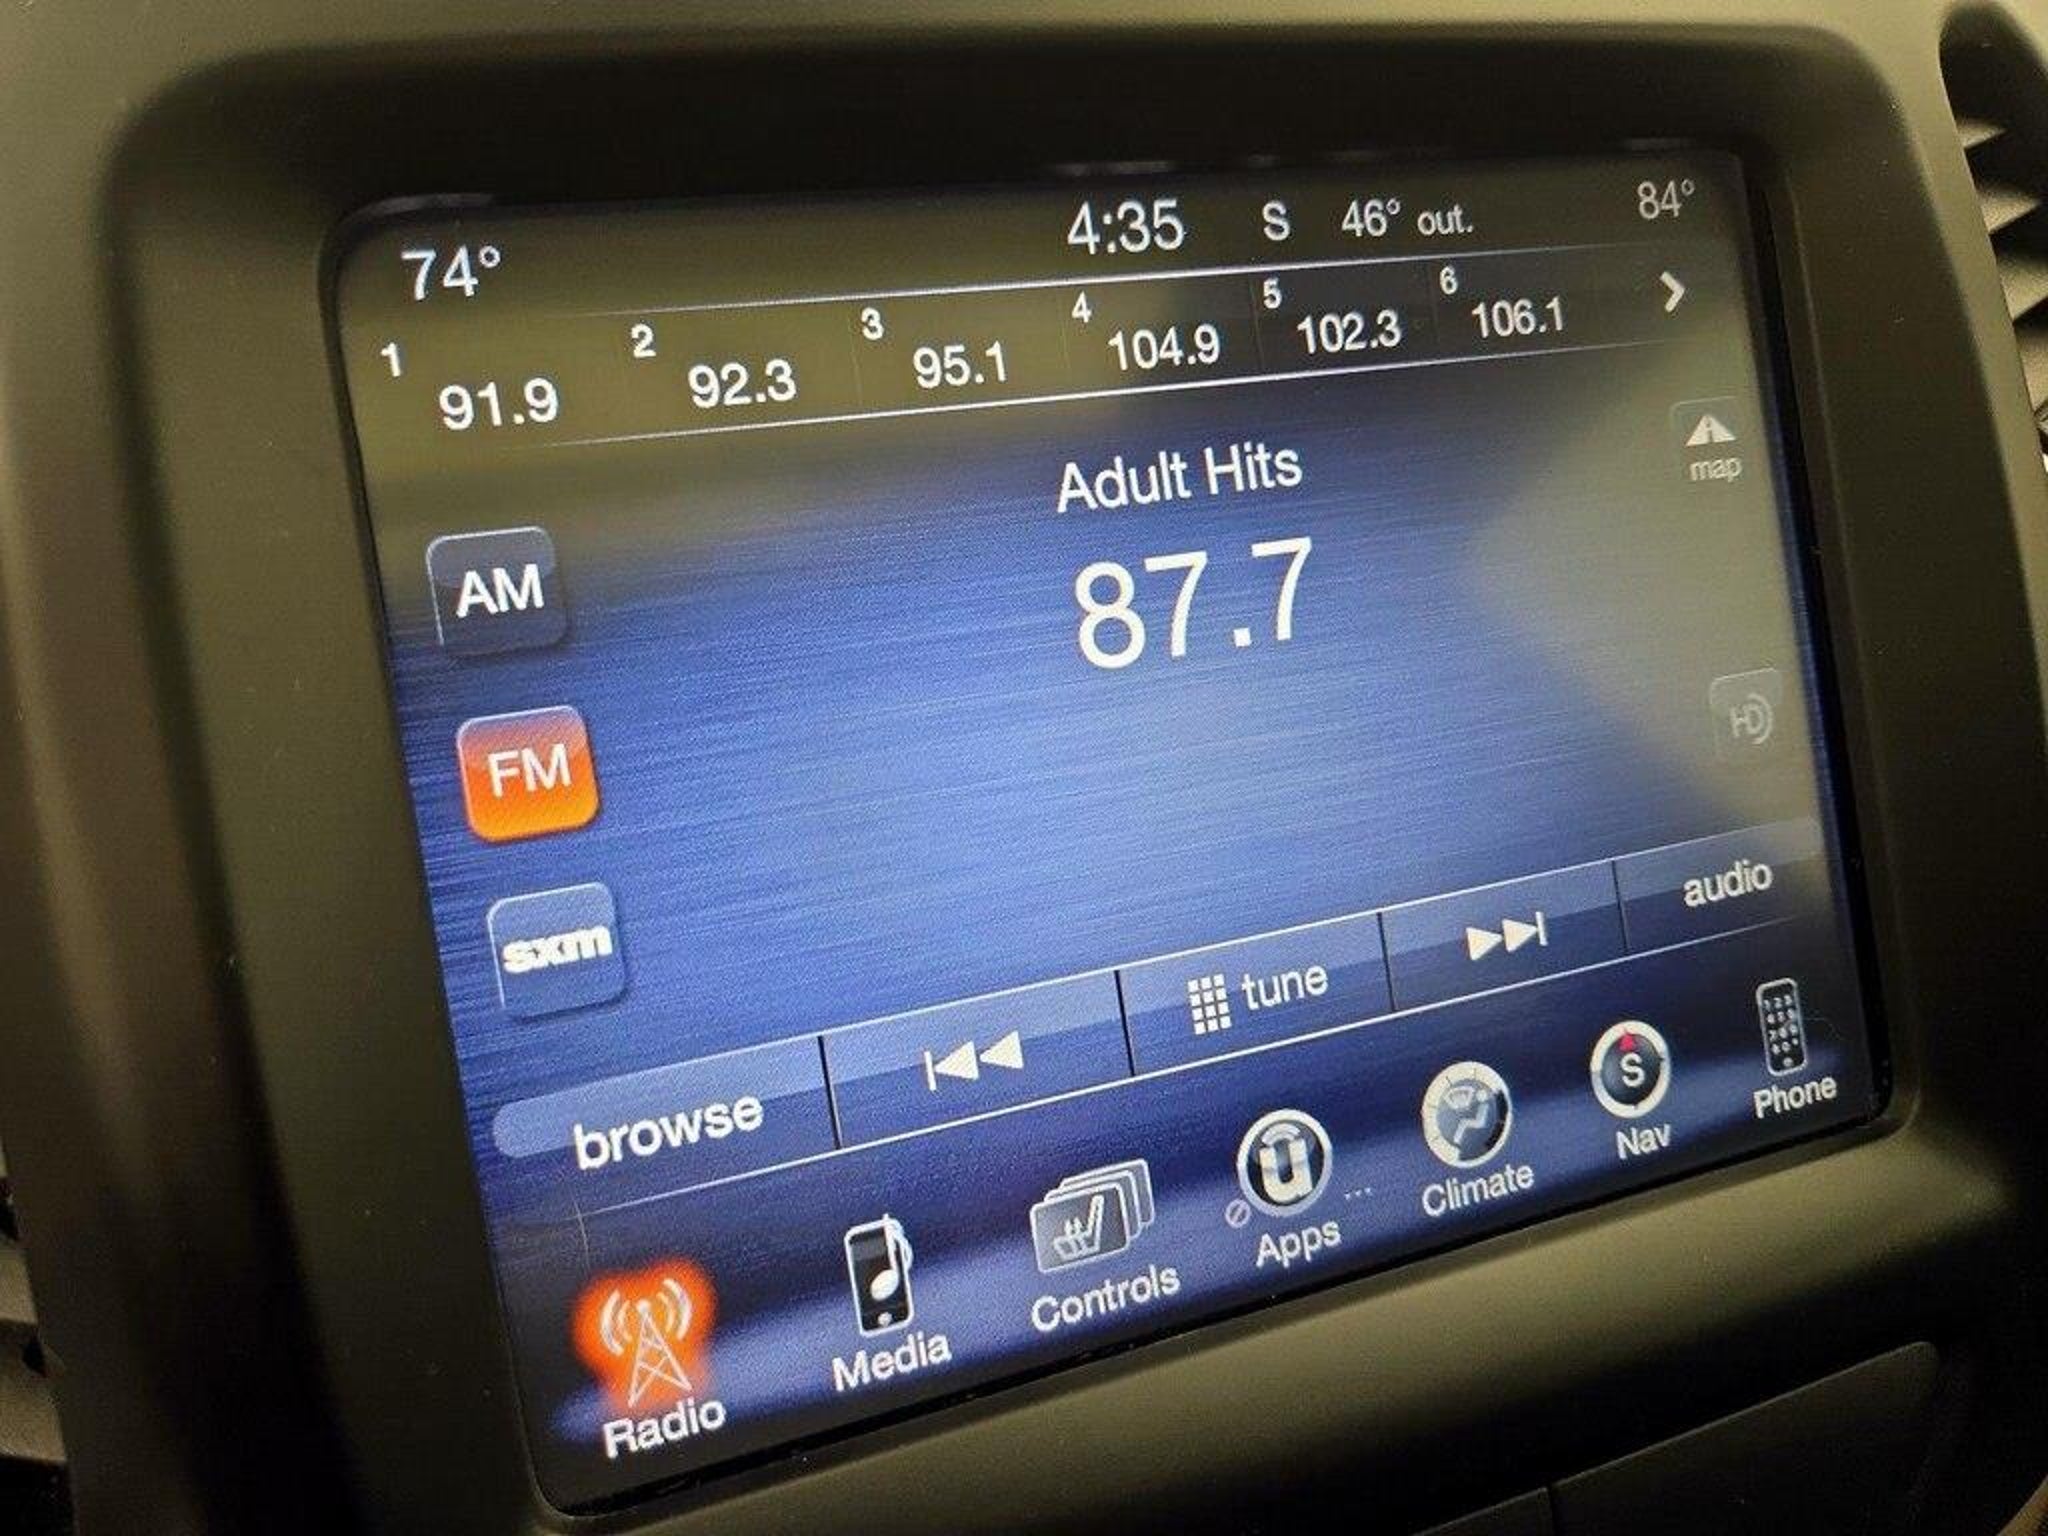 74° 4:35 S 46° out. 84°
1 91.9 2 92.3 3 95.1 4 104.9 5 102.3 6 106.1
map
Adult Hits
87.7
AM
FM
HD
sxm
browse tune audio
Radio Media Controls Apps Climate Nav Phone
S